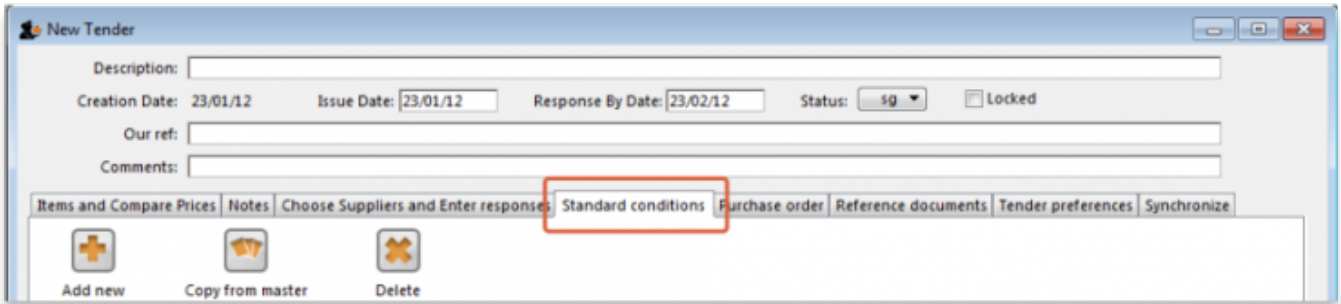 New Tender
Description:
Creation Date: 23/01/12 Issue Date: 23/01/12 Response By Date: 23/02/12 Status: sg Locked
Our ref:
Comments:
Items and Compare Prices Notes Choose Suppliers and Enter responses Standard conditions Purchase order Reference documents Tender preferences Synchronize
Add new Copy from master Delete